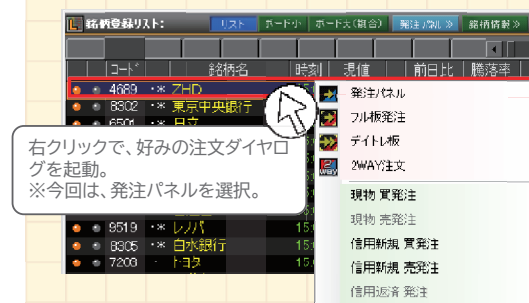 銘柄登録リスト: リスト ボード小 ボード大(複合) 発注パネル≫ 銘柄情報≫
コード 銘柄名 時刻 現値 前日比 騰落率
4689 ･* ZHD
8302 ･* 東京中央銀行
6501 ･* 日立
右クリックで、好みの注文ダイヤロ
グを起動。
※今回は、発注パネルを選択。
9519 ･* レノバ 15:
8305 ･* 白水銀行 15:
7203 ･ トヨタ 15:
発注パネル
フル板発注
デイトレ板
2WAY注文
現物 買発注
現物 売発注
信用新規 買発注
信用新規 売発注
信用返済 発注